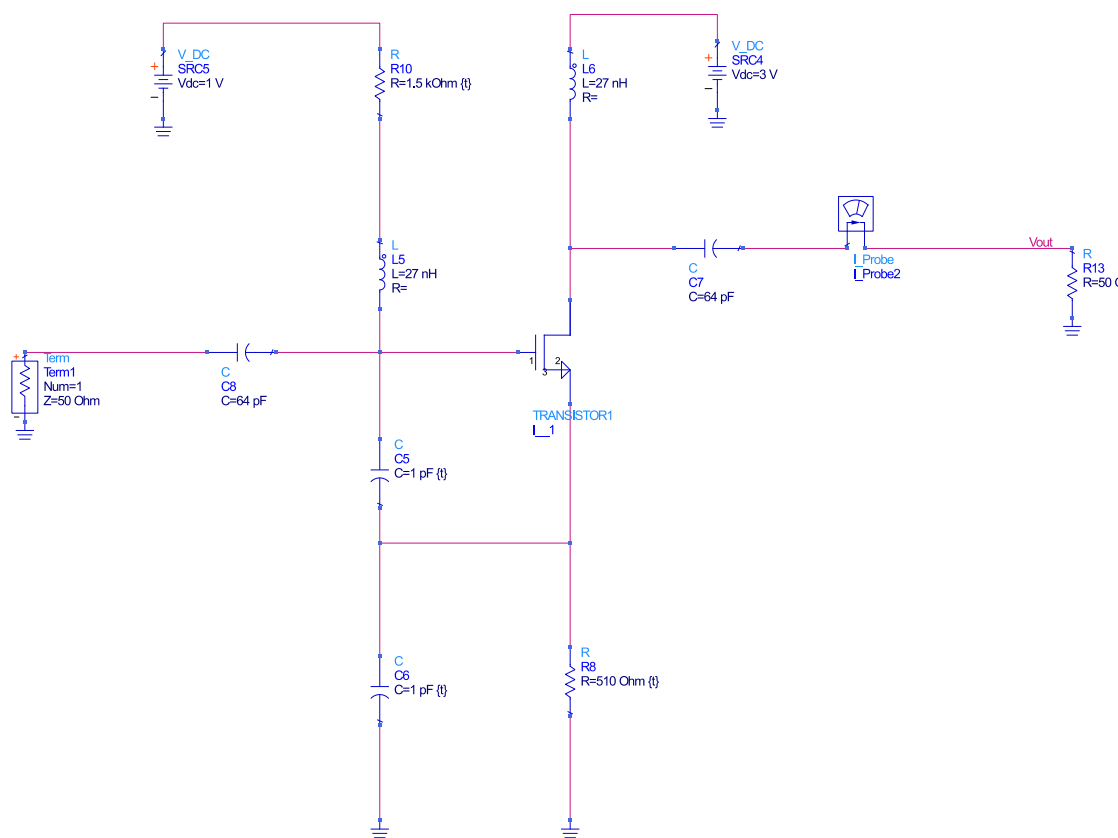 V_DC
SRC5
Vdc=1 V
+
−
R
R10
R=1.5 kOhm {t}
L
L6
L=27 nH
R=
V_DC
SRC4
Vdc=3 V
+
−
L
L5
L=27 nH
R=
C
C7
C=64 pF
I_Probe
I_Probe2
Vout
R
R13
R=50
+
Term
Term1
Num=1
Z=50 Ohm
−
C
C8
C=64 pF
1
2
3
TRANSISTOR1
I__1
C
C5
C=1 pF {t}
C
C6
C=1 pF {t}
R
R8
R=510 Ohm {t}